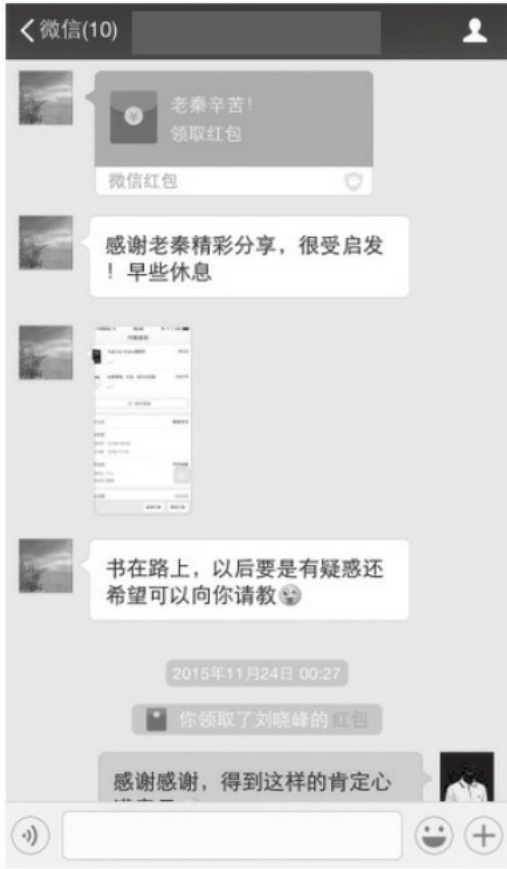 微信(10)
老秦辛苦!
领取红包
微信红包
感谢老秦精彩分享，很受启发
！早些休息
书在路上，以后要是有疑惑还
希望可以向你请教
2015年11月24日 00:27
你领取了刘晓峰的红包
感谢感谢，得到这样的肯定心